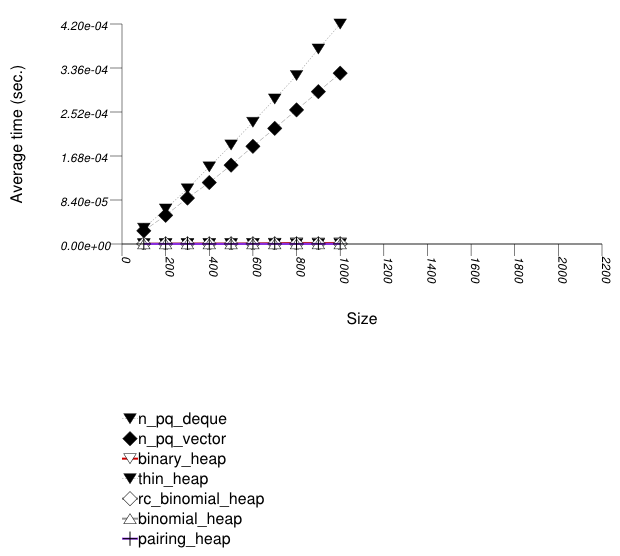 4.20e-04
3.36e-04
2.52e-04
1.68e-04
8.40e-05
0.00e+00
Average time (sec.)
0
200
400
600
800
1000
1200
1400
1600
1800
2000
2200
Size
n_pq_deque
n_pq_vector
binary_heap
thin_heap
rc_binomial_heap
binomial_heap
pairing_heap